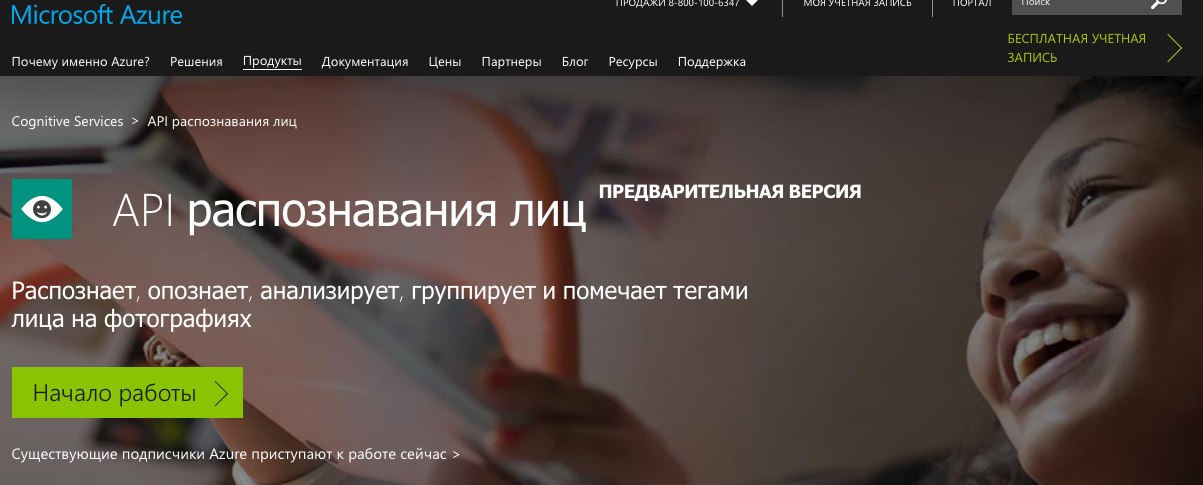 Microsoft Azure
ПРОДАЖИ 8-800-100-6347
МОЯ УЧЕТНАЯ ЗАПИСЬ
ПОРТАЛ
Поиск
БЕСПЛАТНАЯ УЧЕТНАЯ
ЗАПИСЬ
Почему именно Azure? Решения Продукты Документация Цены Партнеры Блог Ресурсы Поддержка
Cognitive Services > API распознавания лиц
API распознавания лиц ПРЕДВАРИТЕЛЬНАЯ ВЕРСИЯ
Распознает, опознает, анализирует, группирует и помечает тегами
лица на фотографиях
Начало работы
Существующие подписчики Azure приступают к работе сейчас >